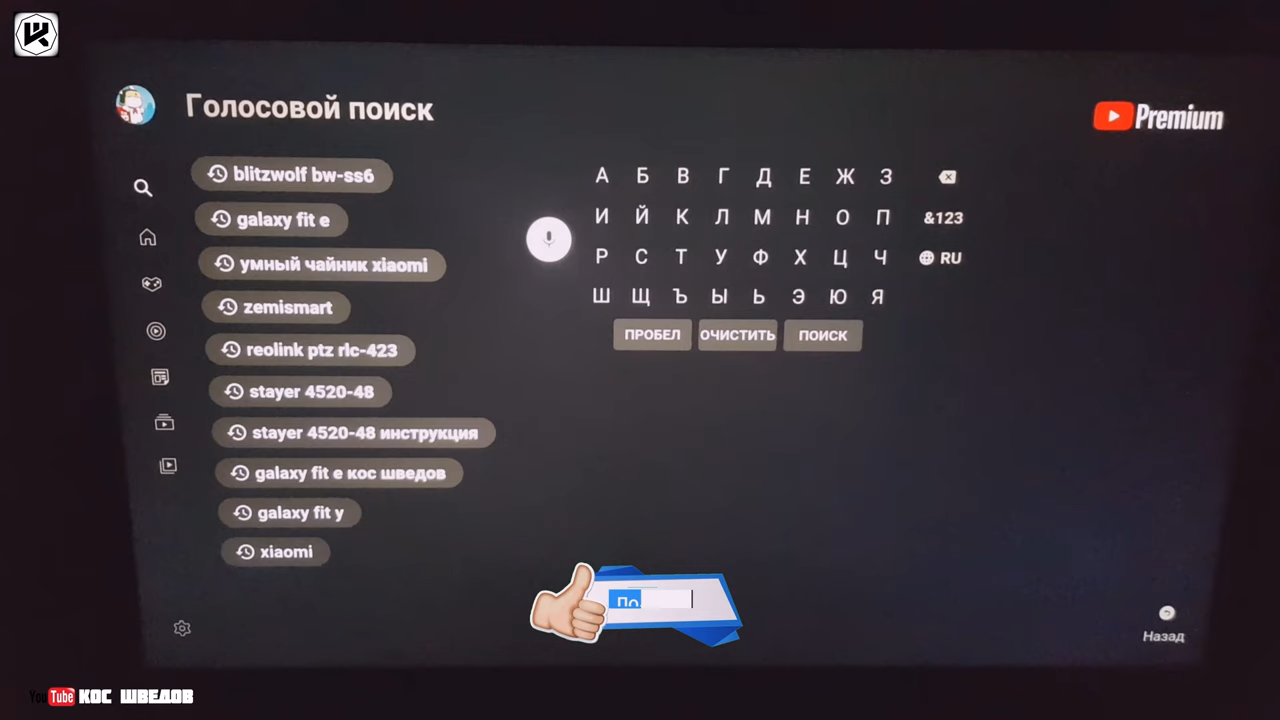 Голосовой поиск
Premium
blitzwolf bw-ss6
galaxy fit e
умный чайник xiaomi
zemismart
reolink ptz rlc-423
stayer 4520-48
stayer 4520-48 инструкция
galaxy fit e кос шведов
galaxy fit y
xiaomi
А Б В Г Д Е Ж З
И Й К Л М Н О П &123
Р С Т У Ф Х Ц Ч RU
Ш Щ Ъ Ы Ь Э Ю Я
ПРОБЕЛ ОЧИСТИТЬ ПОИСК
По
Назад
YouTube КОС ШВЕДОВ